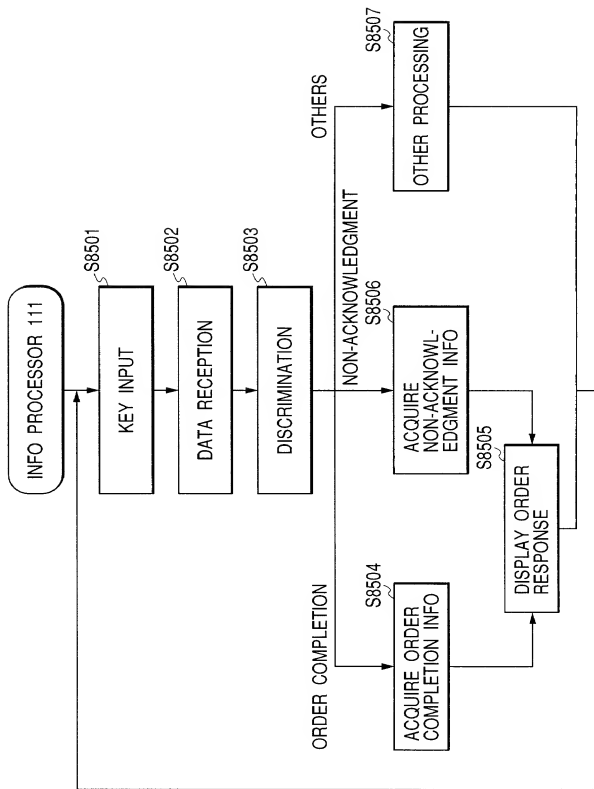 INFO PROCESSOR 111
S8501
KEY INPUT
S8502
DATA RECEPTION
S8503
DISCRIMINATION
ORDER COMPLETION
NON-ACKNOWLEDGMENT
OTHERS
S8504
ACQUIRE ORDER
COMPLETION INFO
S8506
ACQUIRE
NON-ACKNOWL-
EDGMENT INFO
S8507
OTHER PROCESSING
S8505
DISPLAY ORDER
RESPONSE